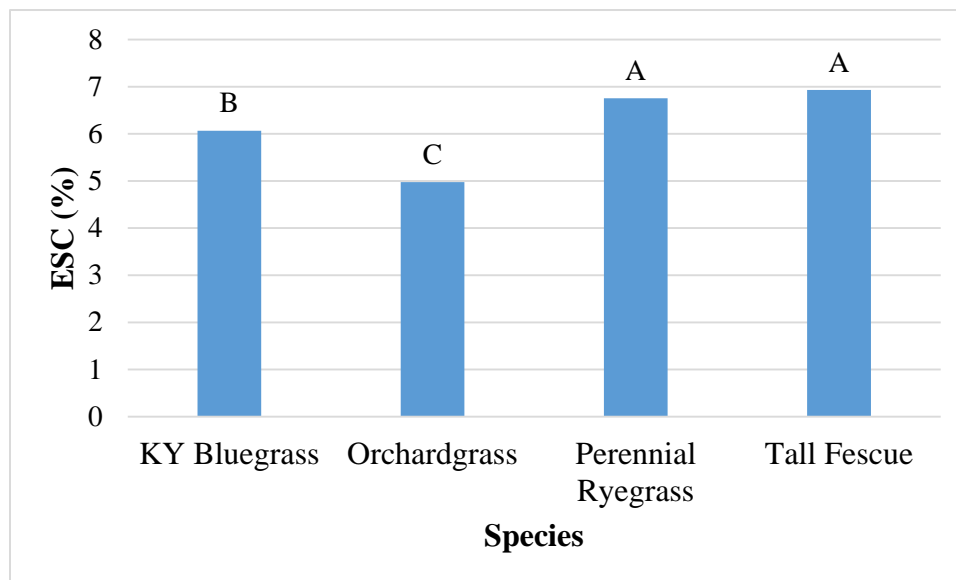 8
7
6
5
4
3
2
1
0
ESC (%)
B
C
A
A
KY Bluegrass
Orchardgrass
Perennial
Ryegrass
Tall Fescue
Species